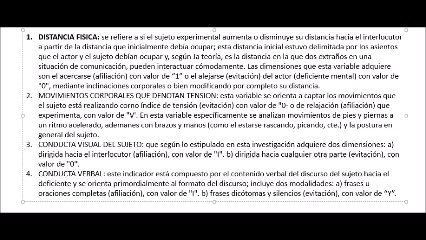 1. DISTANCIA FISICA: se refiere a si el sujeto experimental aumenta o disminuye su distancia hacia el interlocutor
a partir de la distancia que inicialmente debía ocupar; esta distancia inicial estuvo delimitada por los asientos
que el actor y el sujeto debían ocupar y, según la teoría, es la distancia en la que dos extraños en una
situación de comunicación, pueden interactuar cómodamente. Las dimensiones que esta variable adquiere
son el acercarse (afiliación) con valor de "1" o el alejarse (evitación) del actor (deficiente mental) con valor de
"0", mediante inclinaciones corporales o bien modificando por completo su distancia.
2. MOVIMIENTOS CORPORALES QUE DENOTAN TENSION: esta variable se orienta a captar los movimientos que
el sujeto está realizando corno índice de tensión (evitación) con valor de "0- o de relajación (afiliación) que
experimenta, con valor de "V'. En esta variable específicamente se analizan movimientos de pies y piernas a
un ritmo acelerado, ademanes con brazos y manos (como el estarse rascando, picando, cte.) y la postura en
general del sujeto.
3. CONDUCTA VISUAL DEL SUJETO: que según lo estipulado en esta investigación adquiere dos dimensiones: a)
dirigida hacia el interlocutor (afiliación), con valor de "I". b) dirigida hacia cualquier otra parte (evitación), con
valor de "0".
4. CONDUCTA VERBAL: este indicador está compuesto por el contenido verbal del discurso del sujeto hacia el
deficiente y se orienta primordialmente al formato del discurso; incluye dos modalidades: a) frases u
oraciones completas (afiliación), con valor de "I". b) frases dicótomas y silencios (evitación), con valor de “Y”.